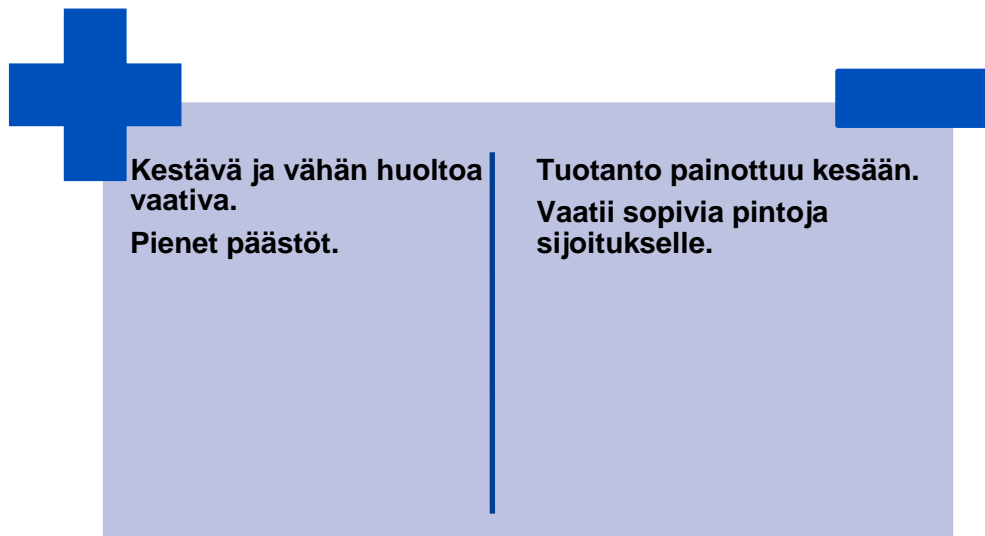 Kestävä ja vähän huoltoa
vaativa.
Pienet päästöt.
Tuotanto painottuu kesään.
Vaatii sopivia pintoja
sijoitukselle.